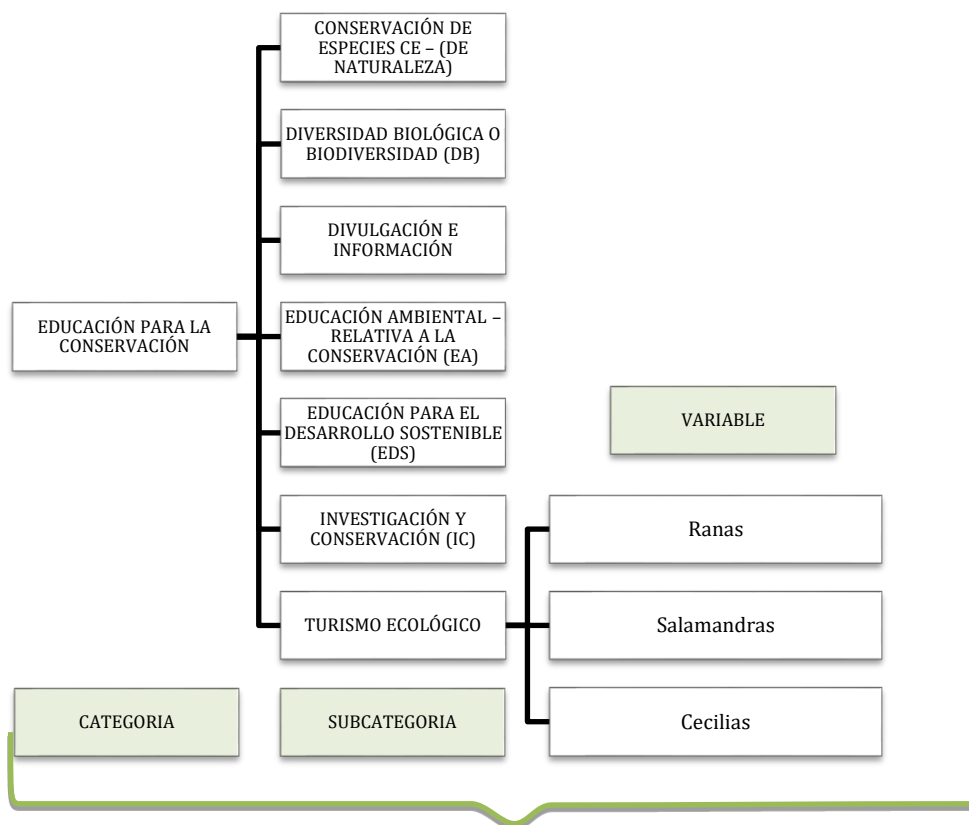 CONSERVACIÓN DE
ESPECIES CE – (DE
NATURALEZA)
DIVERSIDAD BIOLÓGICA O
BIODIVERSIDAD (DB)
DIVULGACIÓN E
INFORMACIÓN
EDUCACIÓN PARA LA
CONSERVACIÓN
EDUCACIÓN AMBIENTAL –
RELATIVA A LA
CONSERVACIÓN (EA)
EDUCACIÓN PARA EL
DESARROLLO SOSTENIBLE
(EDS)
VARIABLE
INVESTIGACIÓN Y
CONSERVACIÓN (IC)
Ranas
TURISMO ECOLÓGICO
Salamandras
CATEGORIA
SUBCATEGORIA
Cecilias